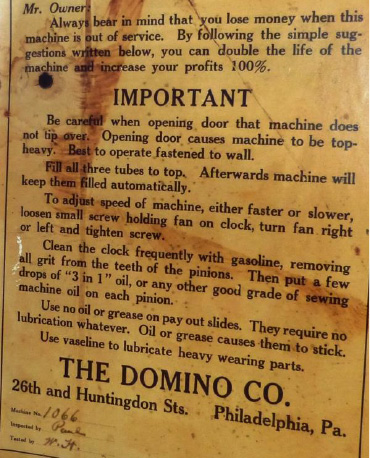 Mr. Owner:
Always bear in mind that you lose money when this
machine is out of service. By following the simple sug-
gestions written below, you can double the life of the
machine and increase your profits 100%.
IMPORTANT
Be careful when opening door that machine does
not tip over. Opening door causes machine to be top-
heavy. Best to operate fastened to wall.
Fill all three tubes to top. Afterwards machine will
keep them filled automatically.
To adjust speed of machine, either faster or slower,
loosen small screw holding fan on clock, turn fan right
or left and tighten screw.
Clean the clock frequently with gasoline, removing
all grit from the teeth of the pinions. Then put a few
drops of "3 in 1" oil, or any other good grade of sewing
machine oil on each pinion.
Use no oil or grease on pay out slides. They require no
lubrication whatever. Oil or grease causes them to stick.
Use vaseline to lubricate heavy wearing parts.
THE DOMINO CO.
26th and Huntingdon Sts. Philadelphia, Pa.
Machine No. 1066
Inspected by
Tested by W.H.